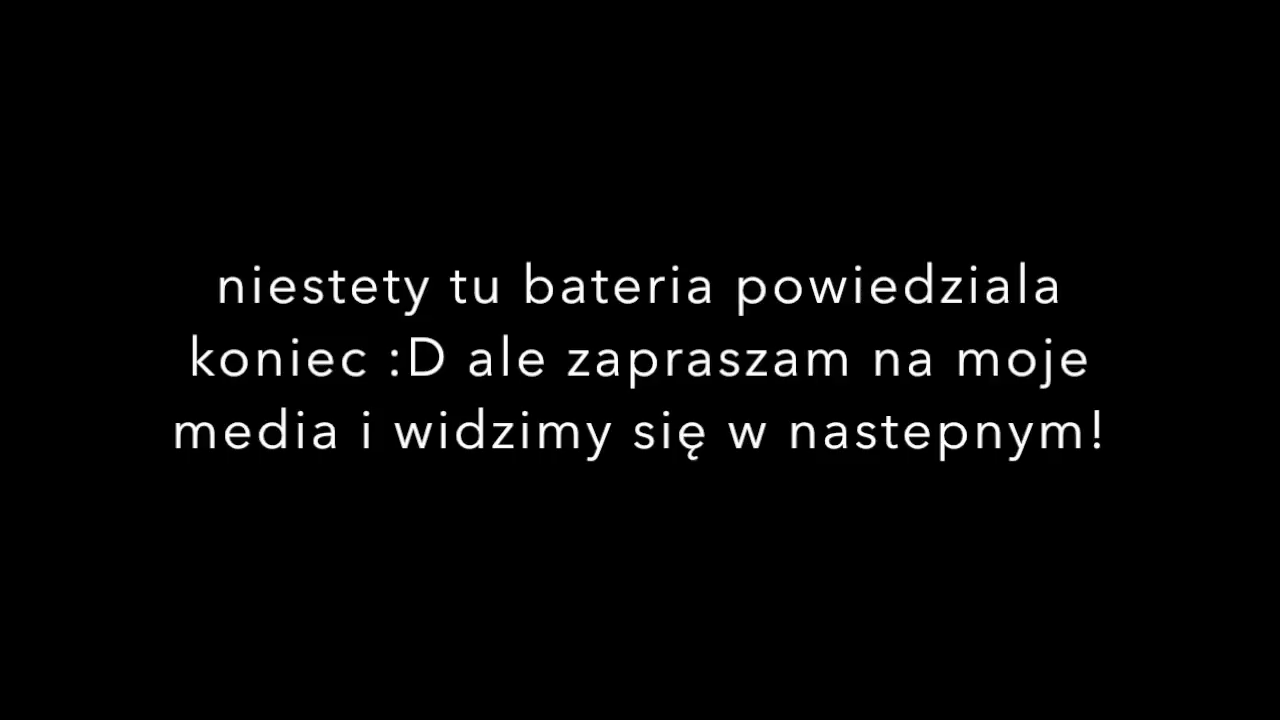 niestety tu bateria powiedziala
koniec :D ale zapraszam na moje
media i widzimy się w nastepnym!